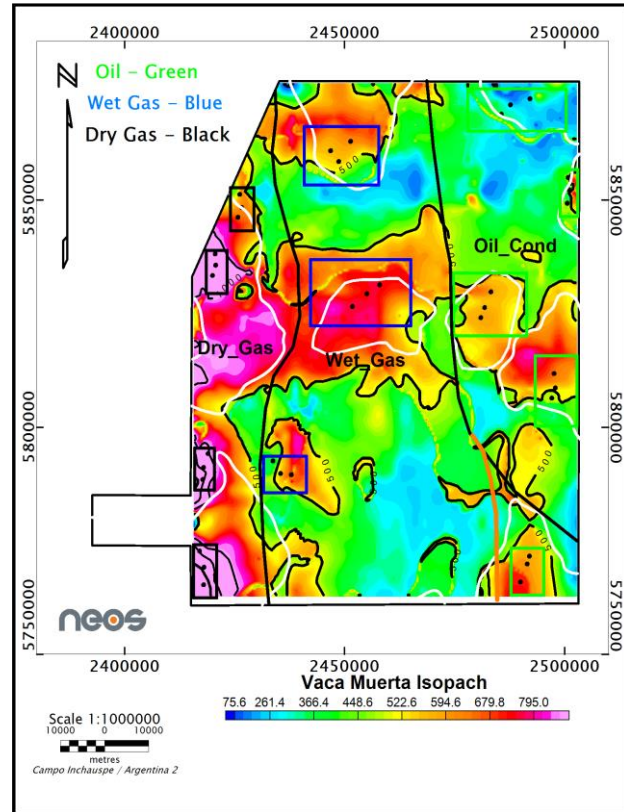 2400000 2450000 2500000
N
Oil - Green
Wet Gas - Blue
Dry Gas - Black
5850000 5850000
500
500
500
Oil_Cond
Dry_Gas
Wet_Gas
5800000 5800000
500
500
500
500
5750000 5750000
neos
2400000 2450000 2500000
Vaca Muerta Isopach
75.6 261.4 366.4 448.6 522.6 594.6 679.8 795.0
Scale 1:1000000
10000 0 10000
metres
Campo Inchauspe / Argentina 2